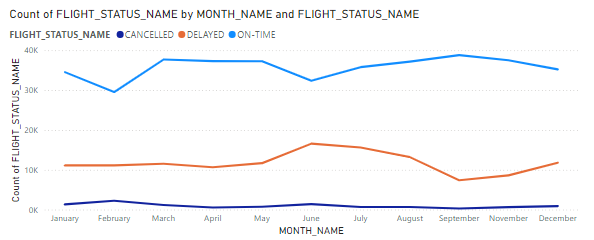 Count of FLIGHT_STATUS_NAME by MONTH_NAME and FLIGHT_STATUS_NAME
FLIGHT_STATUS_NAME CANCELLED DELAYED ON-TIME
Count of FLIGHT_STATUS_NAME
40K
30K
20K
10K
0K
January February March April May June July August September November December
MONTH_NAME